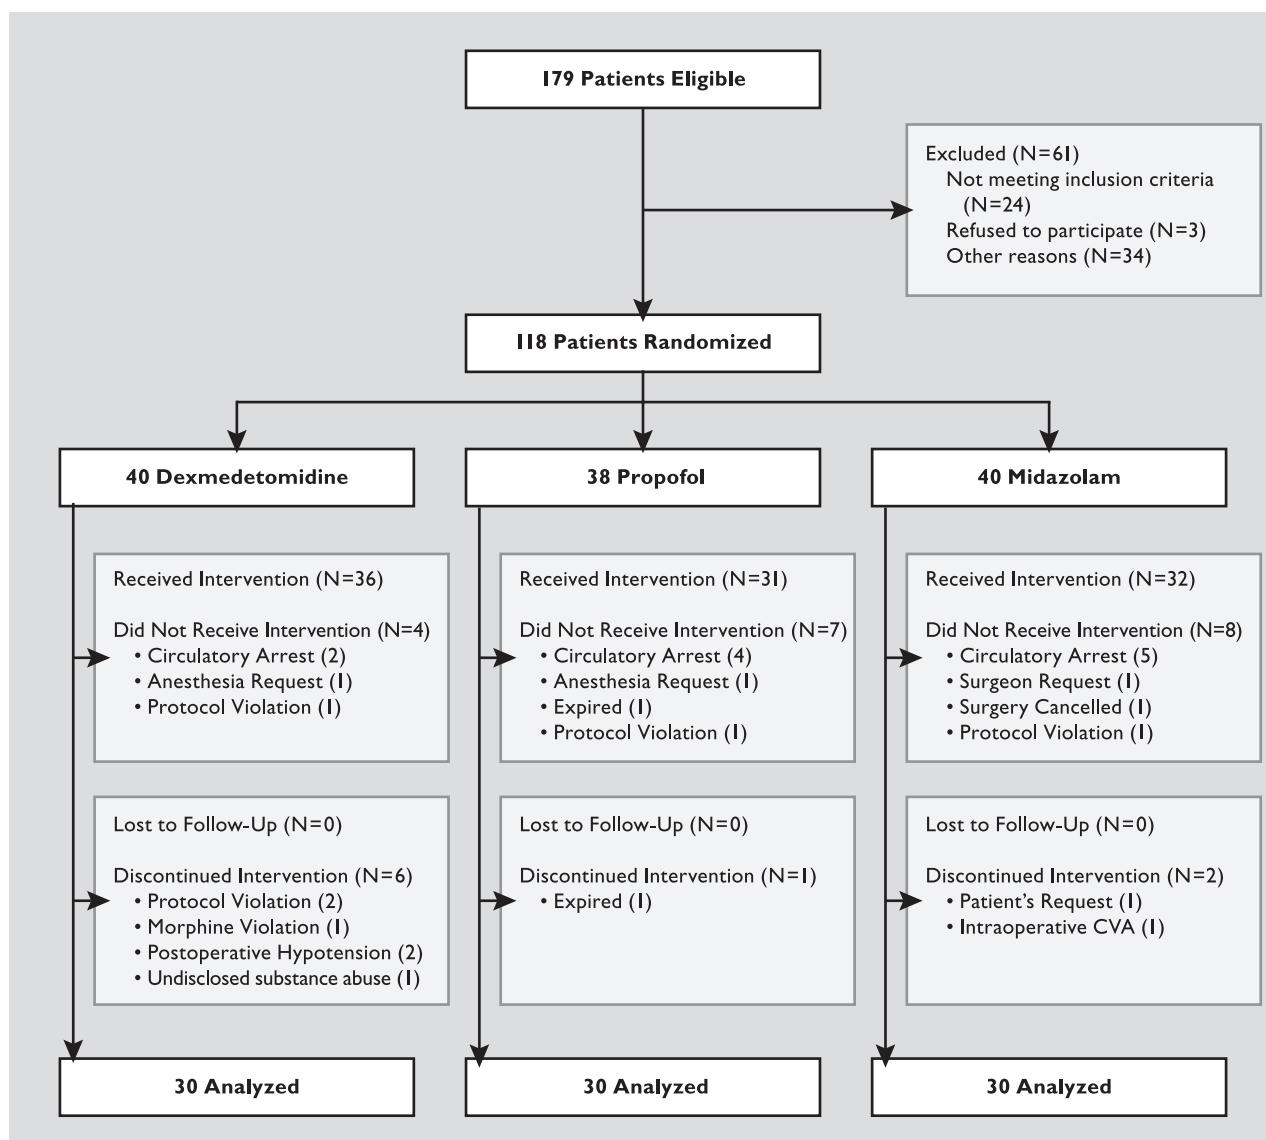 179 Patients Eligible
Excluded (N=61)
Not meeting inclusion criteria
(N=24)
Refused to participate (N=3)
Other reasons (N=34)
118 Patients Randomized
40 Dexmedetomidine
38 Propofol
40 Midazolam
Received Intervention (N=36)
Did Not Receive Intervention (N=4)
• Circulatory Arrest (2)
• Anesthesia Request (1)
• Protocol Violation (1)
Received Intervention (N=31)
Did Not Receive Intervention (N=7)
• Circulatory Arrest (4)
• Anesthesia Request (1)
• Expired (1)
• Protocol Violation (1)
Received Intervention (N=32)
Did Not Receive Intervention (N=8)
• Circulatory Arrest (5)
• Surgeon Request (1)
• Surgery Cancelled (1)
• Protocol Violation (1)
Lost to Follow-Up (N=0)
Discontinued Intervention (N=6)
• Protocol Violation (2)
• Morphine Violation (1)
• Postoperative Hypotension (2)
• Undisclosed substance abuse (1)
Lost to Follow-Up (N=0)
Discontinued Intervention (N=1)
• Expired (1)
Lost to Follow-Up (N=0)
Discontinued Intervention (N=2)
• Patient’s Request (1)
• Intraoperative CVA (1)
30 Analyzed
30 Analyzed
30 Analyzed